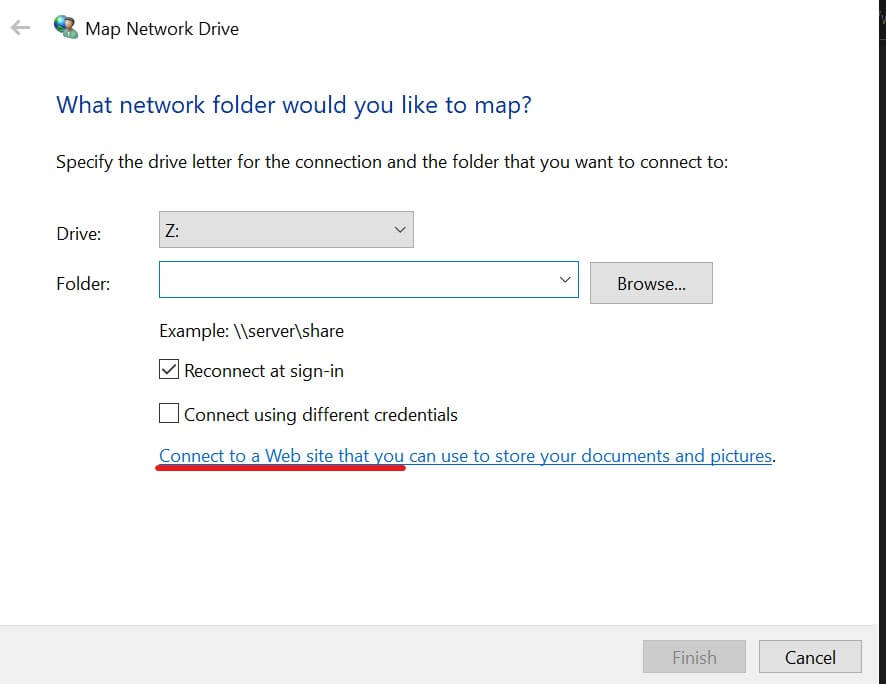 Map Network Drive
What network folder would you like to map?
Specify the drive letter for the connection and the folder that you want to connect to:
Drive: Z:
Folder: Browse...
Example: \\server\share
Reconnect at sign-in
Connect using different credentials
Connect to a Web site that you can use to store your documents and pictures.
Finish Cancel